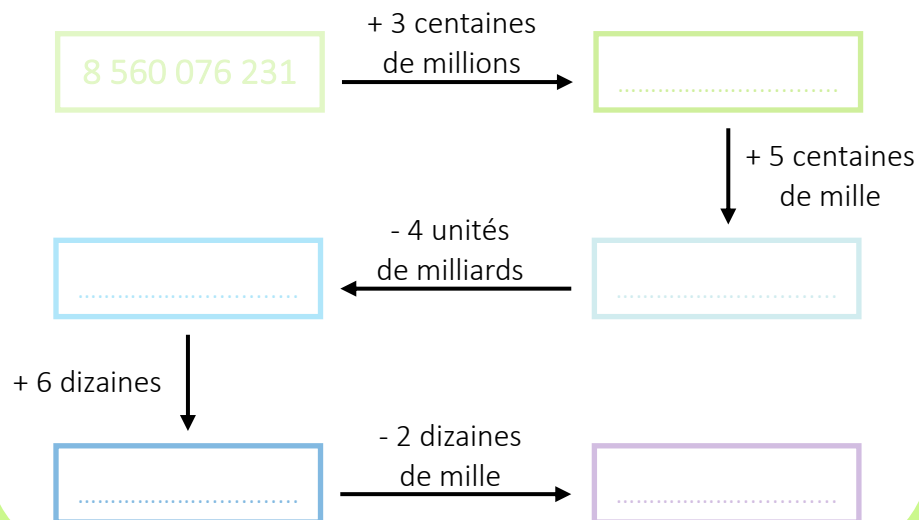 + 3 centaines
de millions
8 560 076 231
..................................
+ 5 centaines
de mille
- 4 unités
de milliards
..................................
..................................
+ 6 dizaines
- 2 dizaines
de mille
..................................
..................................